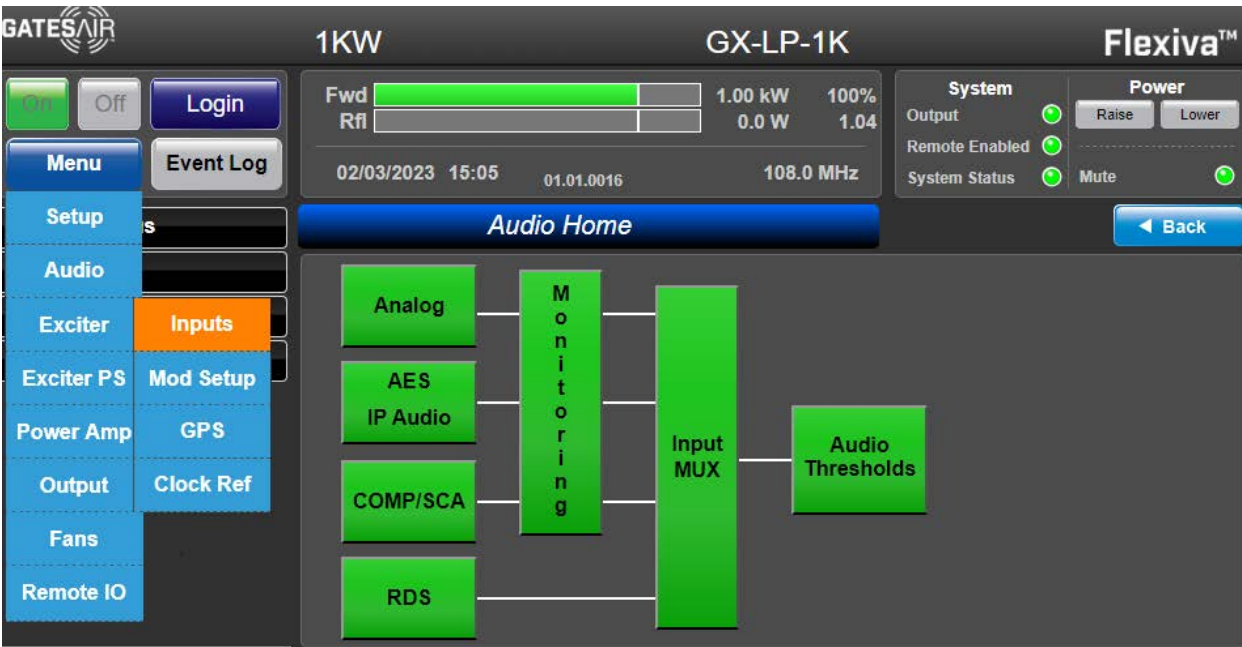 GATESAIR
1KW
GX-LP-1K
Flexiva™
On
Off
Login
Menu
Event Log
Fwd
1.00 kW
100%
Rfl
0.0 W
1.04
02/03/2023 15:05
01.01.0016
108.0 MHz
System
Output
Remote Enabled
System Status
Power
Raise
Lower
Mute
Setup
Audio
Exciter
Exciter PS
Power Amp
Output
Fans
Remote IO
Inputs
Mod Setup
GPS
Clock Ref
Audio Home
◄ Back
Analog
AES
IP Audio
COMP/SCA
RDS
Monitoring
Input
MUX
Audio
Thresholds